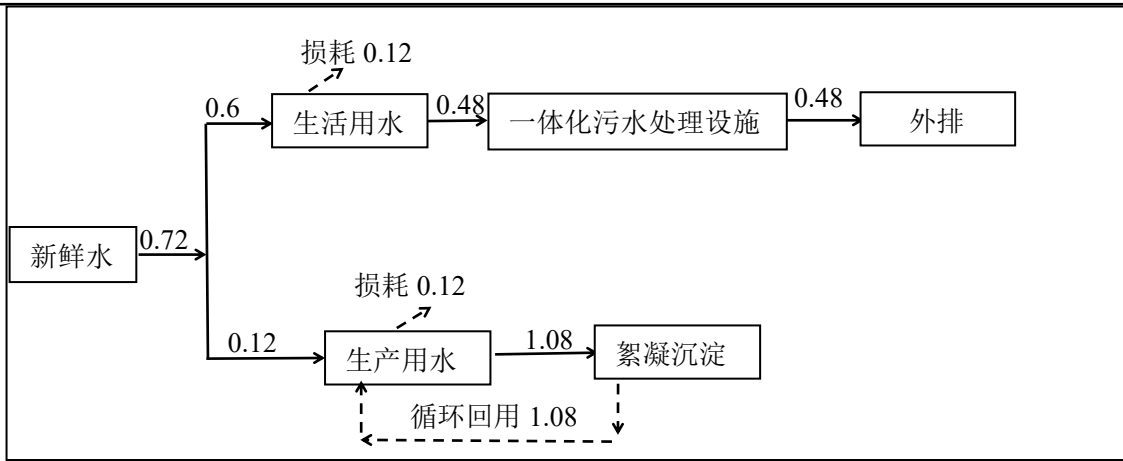 损耗 0.12
0.6
生活用水
0.48
一体化污水处理设施
0.48
外排
新鲜水
0.72
损耗 0.12
0.12
生产用水
1.08
絮凝沉淀
循环回用 1.08